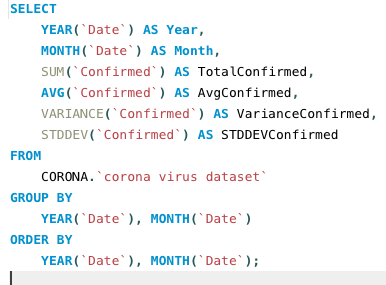 SELECT
YEAR(`Date`) AS Year,
MONTH(`Date`) AS Month,
SUM(`Confirmed`) AS TotalConfirmed,
AVG(`Confirmed`) AS AvgConfirmed,
VARIANCE(`Confirmed`) AS VarianceConfirmed,
STDDEV(`Confirmed`) AS STDDEVConfirmed
FROM
CORONA.`corona virus dataset`
GROUP BY
YEAR(`Date`), MONTH(`Date`)
ORDER BY
YEAR(`Date`), MONTH(`Date`);